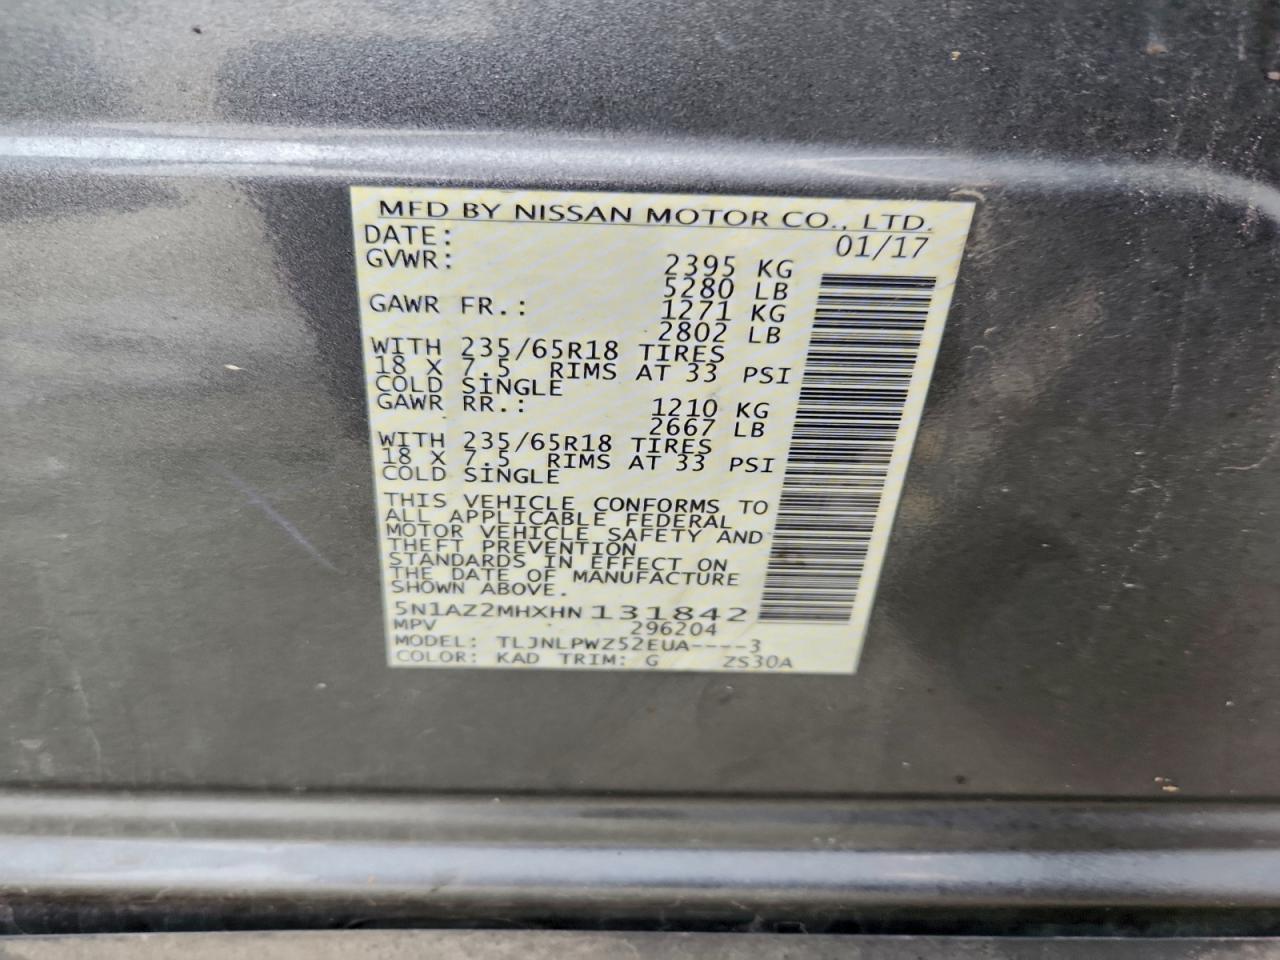 MFD BY NISSAN MOTOR CO., LTD.
DATE: 01/17
GVWR: 2395 KG
5280 LB
GAWR FR.: 1271 KG
2802 LB
WITH 235/65R18 TIRES
18 X 7.5 RIMS AT 33 PSI
COLD SINGLE
GAWR RR.: 1210 KG
2667 LB
WITH 235/65R18 TIRES
18 X 7.5 RIMS AT 33 PSI
COLD SINGLE
THIS VEHICLE CONFORMS TO
ALL APPLICABLE FEDERAL
MOTOR VEHICLE SAFETY AND
THEFT PREVENTION
STANDARDS IN EFFECT ON
THE DATE OF MANUFACTURE
SHOWN ABOVE.
5N1AZ2MHXHN 131842
MPV 296204
MODEL: TLJNLPWZ52EUA----3
COLOR: KAD TRIM: G ZS30A